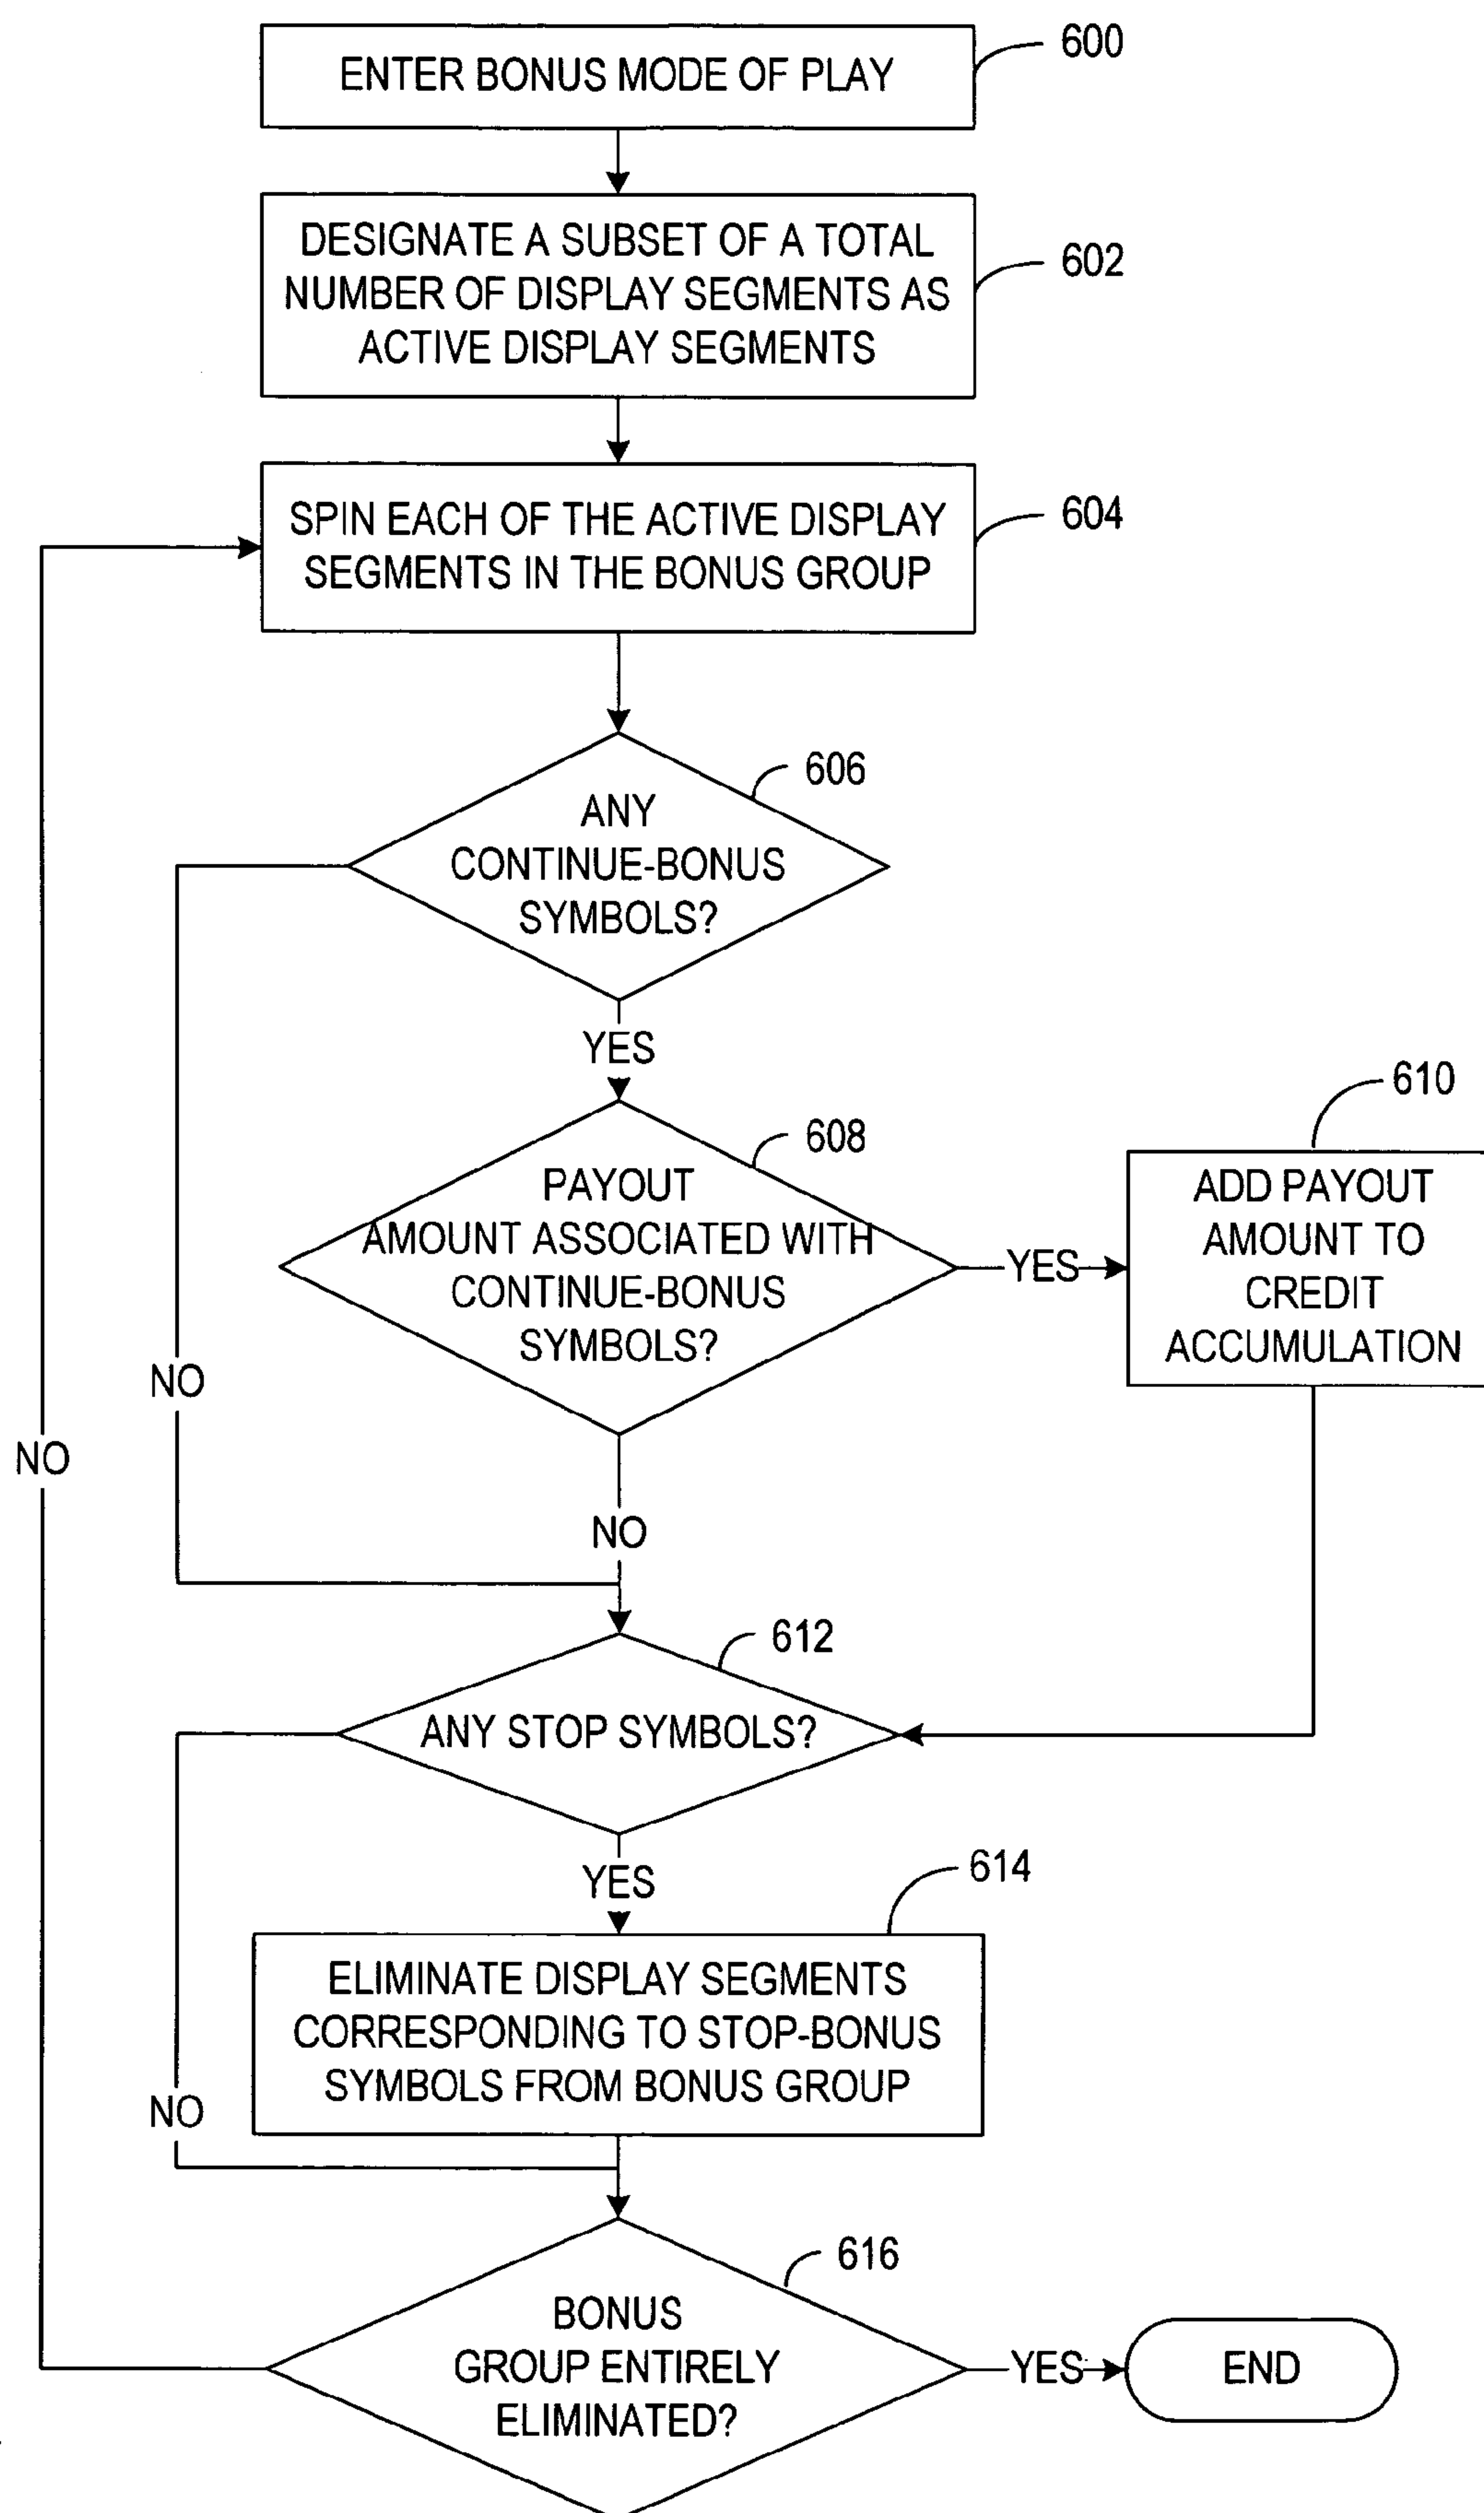 600
ENTER BONUS MODE OF PLAY
DESIGNATE A SUBSET OF A TOTAL
NUMBER OF DISPLAY SEGMENTS AS
ACTIVE DISPLAY SEGMENTS
602
SPIN EACH OF THE ACTIVE DISPLAY
SEGMENTS IN THE BONUS GROUP
604
606
ANY
CONTINUE-BONUS
SYMBOLS?
YES
NO
608
PAYOUT
AMOUNT ASSOCIATED WITH
CONTINUE-BONUS
SYMBOLS?
YES
610
ADD PAYOUT
AMOUNT TO
CREDIT
ACCUMULATION
NO
NO
612
ANY STOP SYMBOLS?
YES
614
ELIMINATE DISPLAY SEGMENTS
CORRESPONDING TO STOP-BONUS
SYMBOLS FROM BONUS GROUP
NO
616
BONUS
GROUP ENTIRELY
ELIMINATED?
YES
END